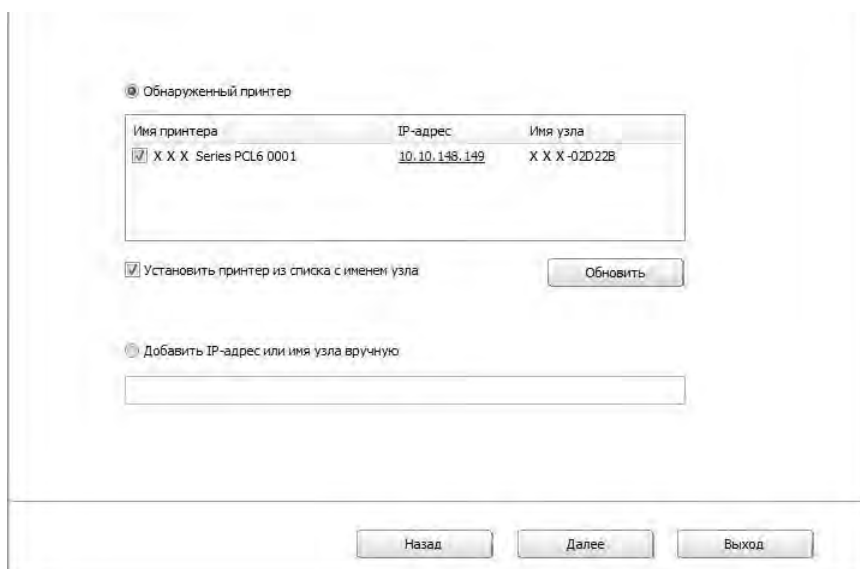 Обнаруженный принтер
Имя принтера IP-адрес Имя узла
X X X Series PCL6 0001 10.10.148.149 X X X -02D22B
Установить принтер из списка с именем узла Обновить
Добавить IP-адрес или имя узла вручную
Назад Далее Выход